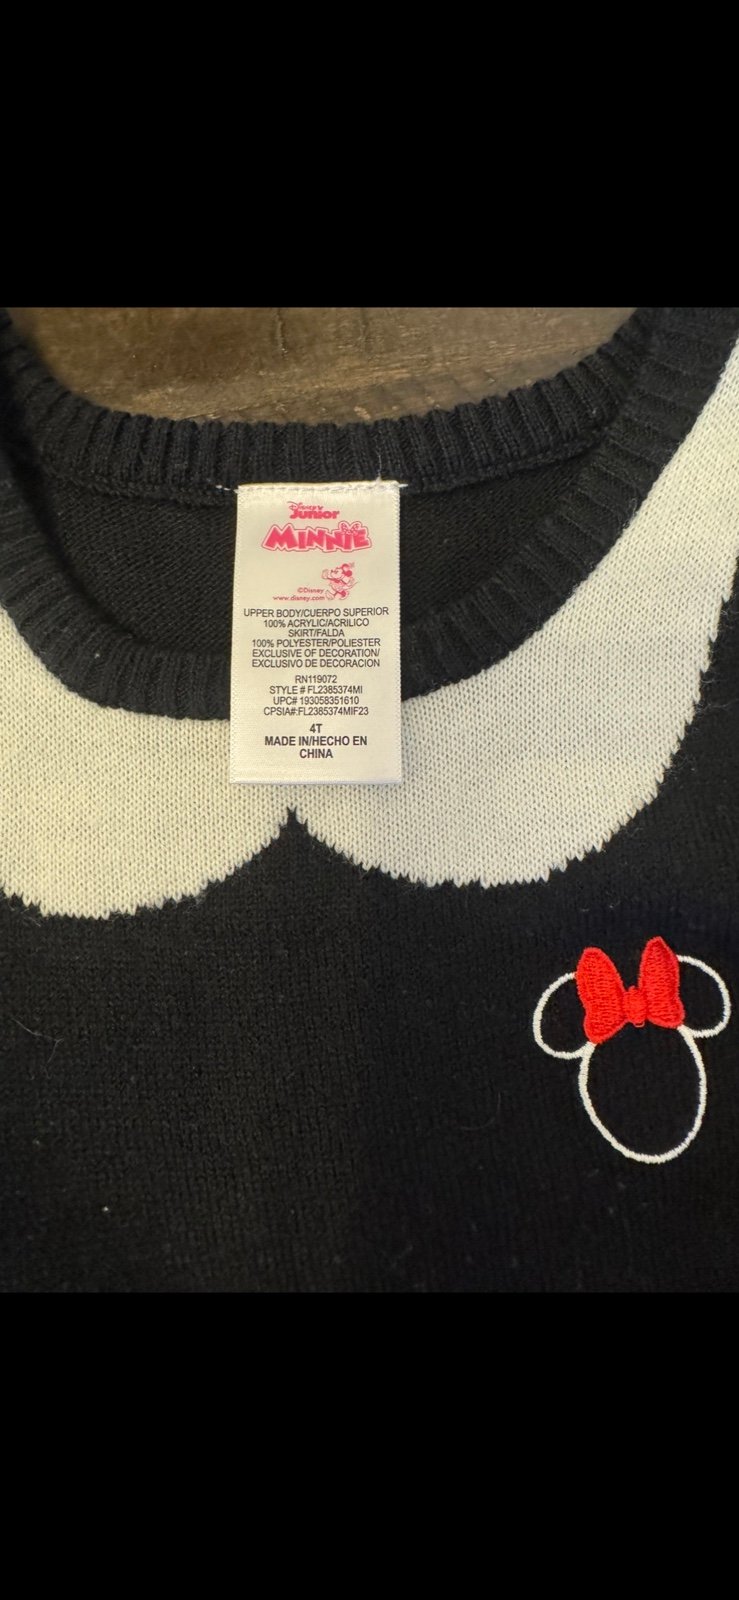 Disney
Junior
MINNIE
©Disney
www.disney.com
UPPER BODY/CUERPO SUPERIOR
100% ACRYLIC/ACRILICO
SKIRT/FALDA
100% POLYESTER/POLIESTER
EXCLUSIVE OF DECORATION/
EXCLUSIVO DE DECORACION
RN119072
STYLE # FL2385374MI
UPC# 193058351610
CPSIA#:FL2385374MIF23
4T
MADE IN/HECHO EN
CHINA